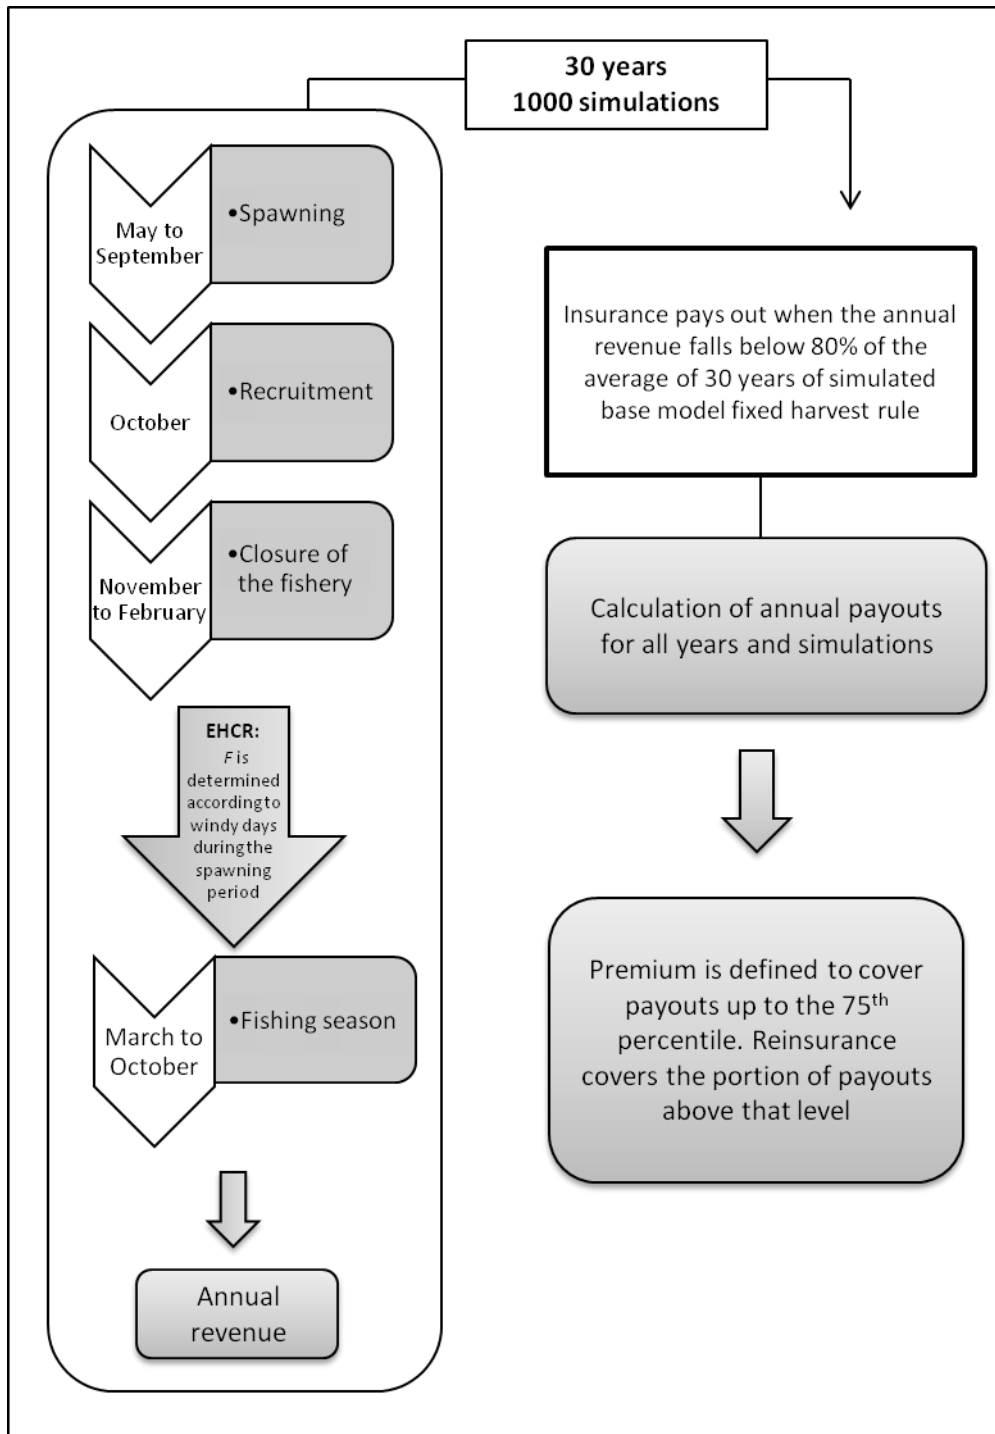 30 years
1000 simulations
May to
September
•Spawning
October
•Recruitment
November
to February
•Closure of
the fishery
EHCR:
F is
determined
according to
windy days
during the
spawning
period
March to
October
•Fishing season
Annual
revenue
Insurance pays out when the annual
revenue falls below 80% of the
average of 30 years of simulated
base model fixed harvest rule
Calculation of annual payouts
for all years and simulations
Premium is defined to cover
payouts up to the 75th
percentile. Reinsurance
covers the portion of payouts
above that level